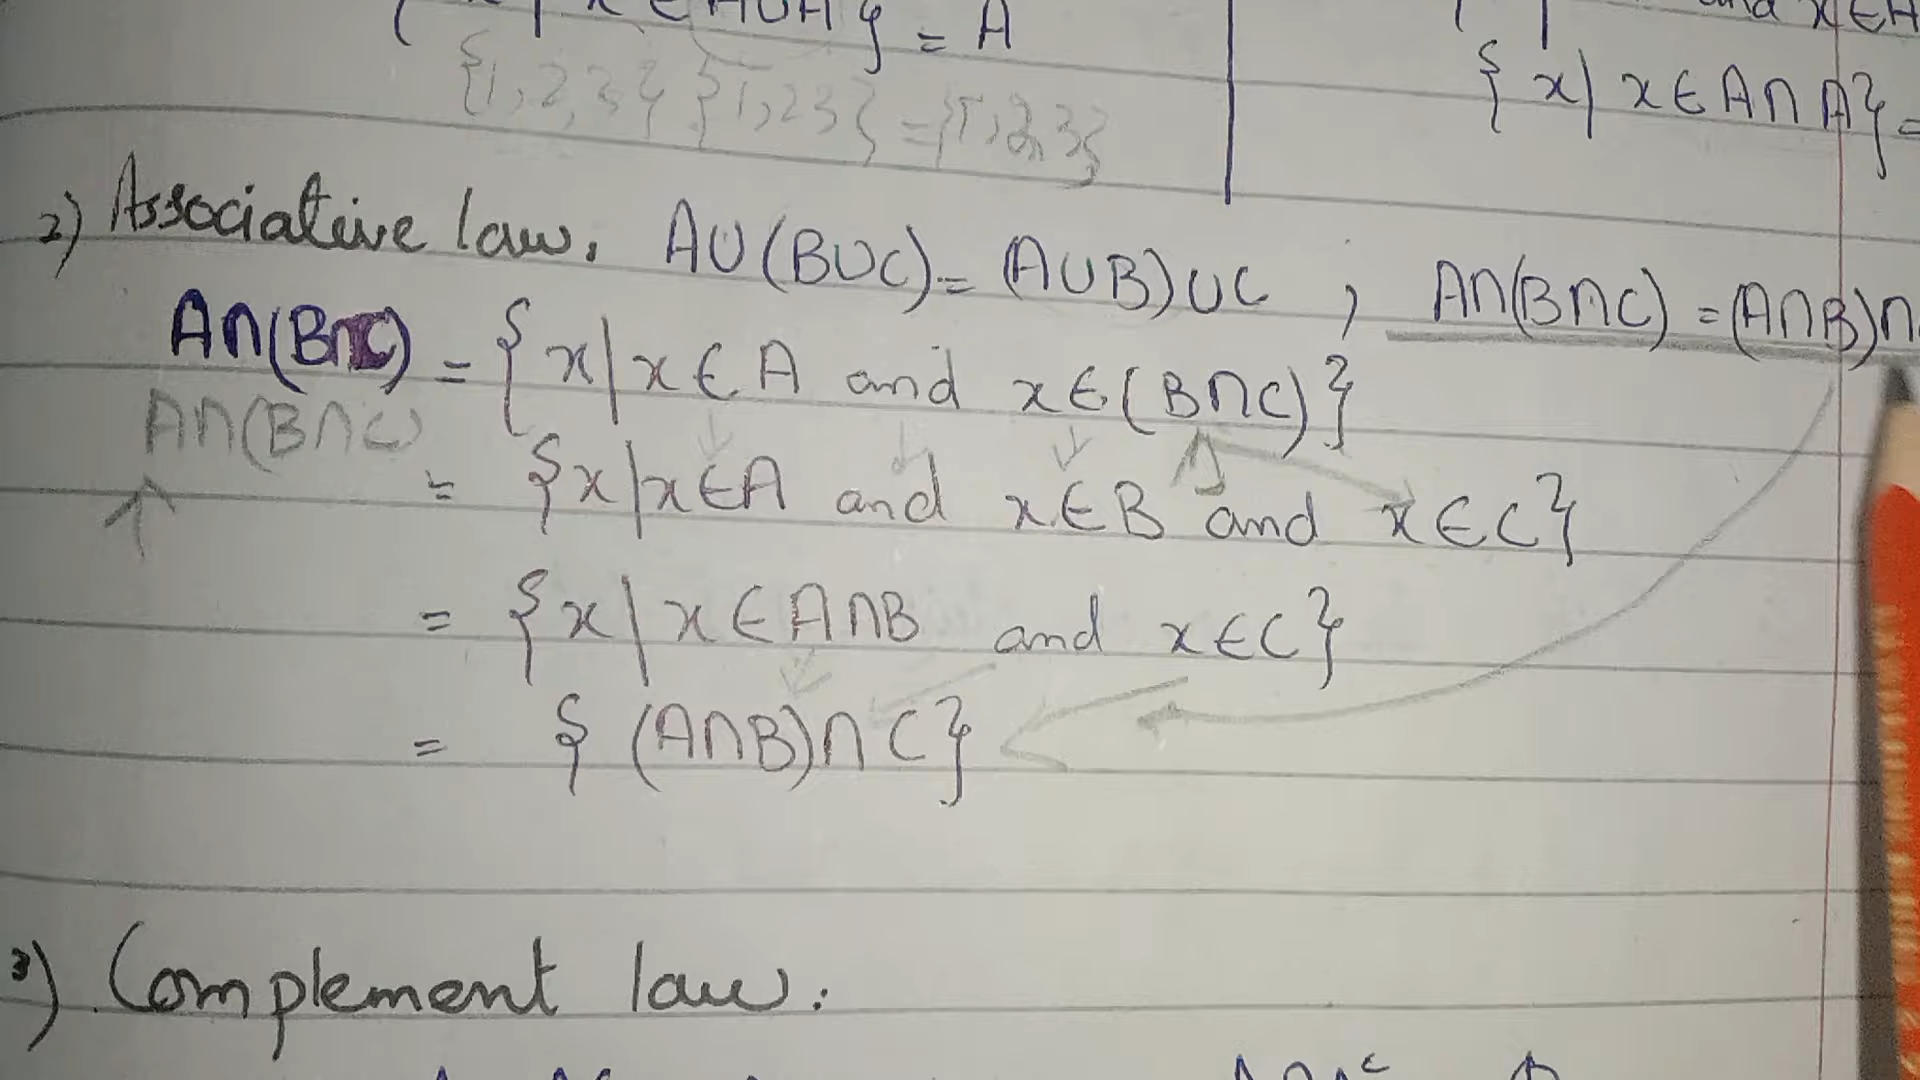 x ∈ A∪A} = A
{1,2,3} {1,2 3} = {1,2,3}
and x∈A
{x| x∈A∩A} =
2) Associative law. A∪(B∪C) = (A∪B)∪C , A∩(B∩C) = (A∩B)∩
A∩(B∩C) = {x|x∈A and x∈(B∩C)}
A∩(B∩C)
= {x|x∈A and x∈B and x∈C}
= {x|x∈A∩B and x∈C}
= {(A∩B)∩C}
3) Complement law.